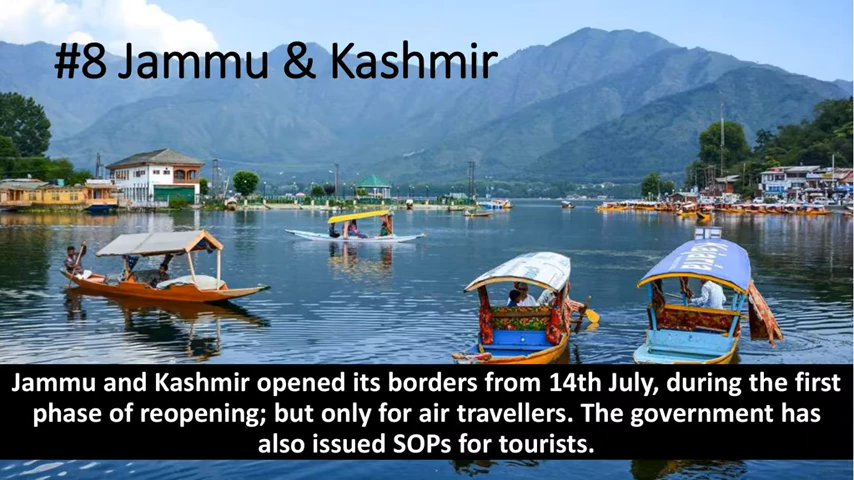 #8 Jammu & Kashmir
Jammu and Kashmir opened its borders from 14th July, during the first
phase of reopening; but only for air travellers. The government has
also issued SOPs for tourists.